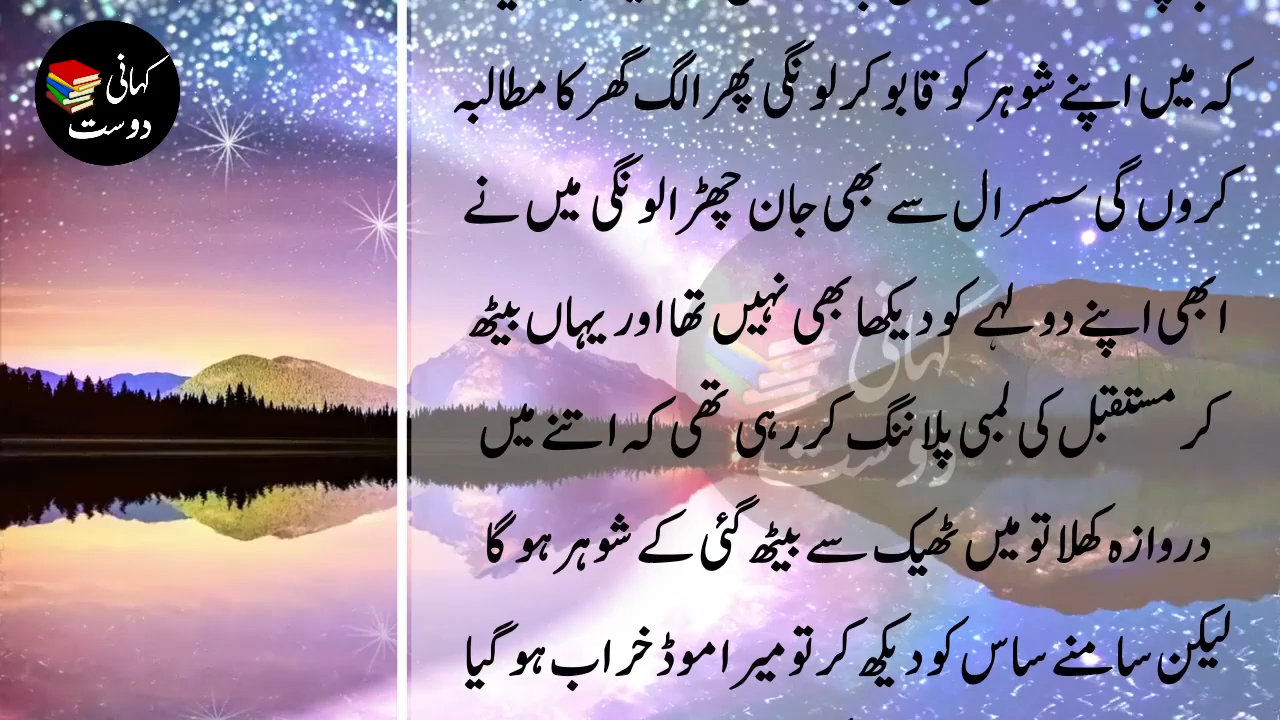 کہانی
دوست
کہ میں اپنے شوہر کو قابو کر لونگی پھر الگ گھر کا مطالبہ
کروں گی سسرال سے بھی جان چھڑا لونگی میں نے
ابھی اپنے دولہے کو دیکھا بھی نہیں تھا اور یہاں بیٹھ
کر مستقبل کی لمبی پلاننگ کر رہی تھی کہ اتنے میں
دروازہ کھلا تو میں ٹھیک سے بیٹھ گئی کے شوہر ہو گا
لیکن سامنے ساس کو دیکھ کر تو میرا موڈ خراب ہو گیا
کہانی
دوست